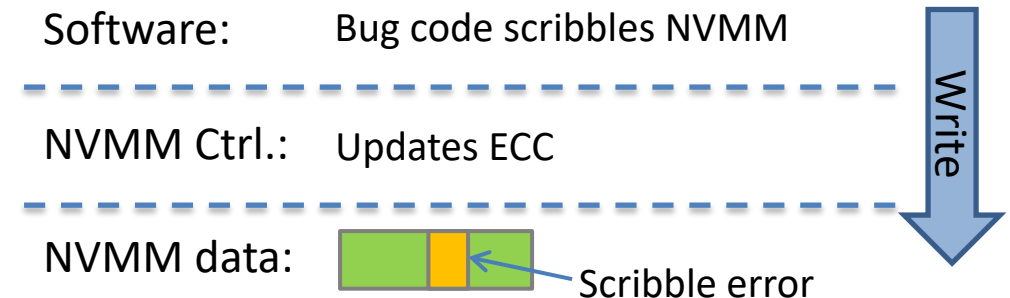 Software: Bug code scribbles NVMM
Write
NVMM Ctrl.: Updates ECC
NVMM data:
Scribble error